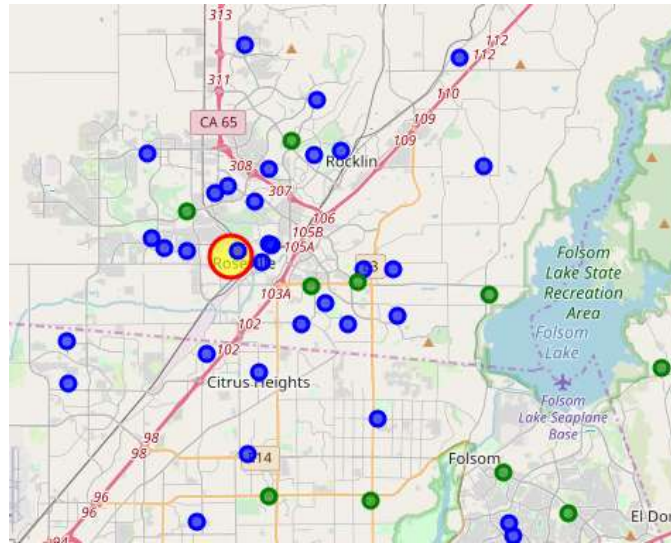 313
112
112
311
110
CA 65
109
109
308
Rocklin
307
106
105B
105A
Roseville
103A
Folsom
Lake State
Recreation
Area
102
Folsom
Lake
102
Citrus Heights
Folsom
Lake Seaplane
Base
98
98
Folsom
96
96
El Do